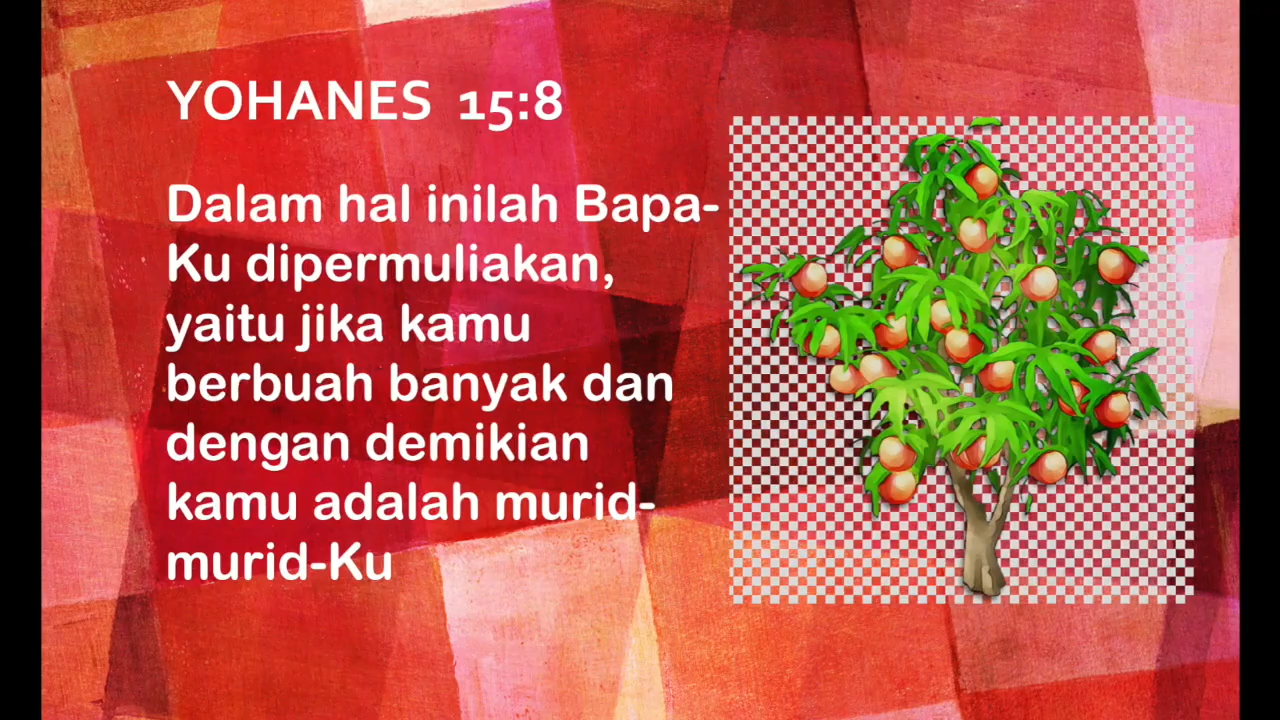 YOHANES 15:8
Dalam hal inilah Bapa-
Ku dipermuliakan,
yaitu jika kamu
berbuah banyak dan
dengan demikian
kamu adalah murid-
murid-Ku